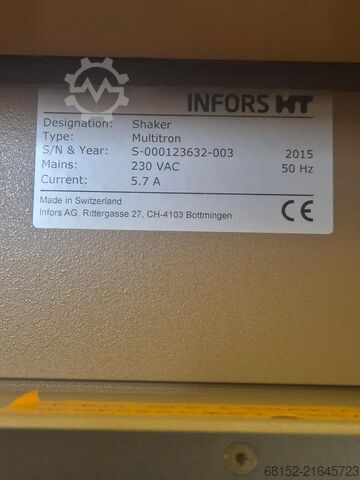 INFORS HT
Designation: Shaker
Type: Multitron
S/N & Year: S-000123632-003 2015
Mains: 230 VAC 50 Hz
Current: 5.7 A
Made in Switzerland
Infors AG, Rittergasse 27, CH-4103 Bottmingen
CE
68152-21645723